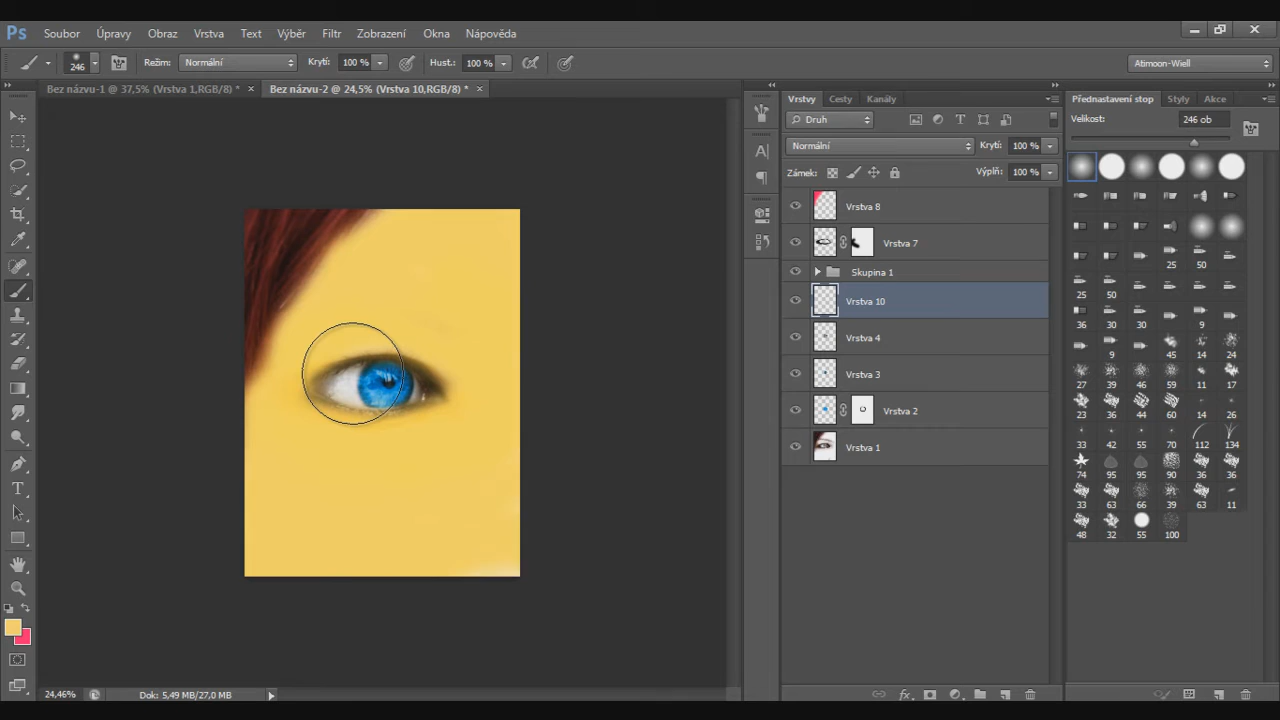 Ps Soubor Úpravy Obraz Vrstva Text Výběr Filtr Zobrazení Okna Nápověda
246 Režim: Normální Krytí: 100 % Hust.: 100 % Atimoon-Wiell
Bez názvu-1 @ 37,5% (Vrstva 1,RGB/8) * × Bez názvu-2 @ 24,5% (Vrstva 10,RGB/8) * ×
Vrstvy Cesty Kanály
Druh
Normální Krytí: 100 %
Zámek: Výplň: 100 %
Vrstva 8
Vrstva 7
Skupina 1
Vrstva 10
Vrstva 4
Vrstva 3
Vrstva 2
Vrstva 1
Přednastavení stop Styly Akce
Velikost: 246 ob
25 50
25 50
36 30 30 9
9 45 14 24
27 39 46 59 11 17
23 36 44 60 14 26
33 42 55 70 112 134
74 95 95 90 36 36
33 63 66 39 63 11
48 32 55 100
24,46% Dok: 5,49 MB/27,0 MB